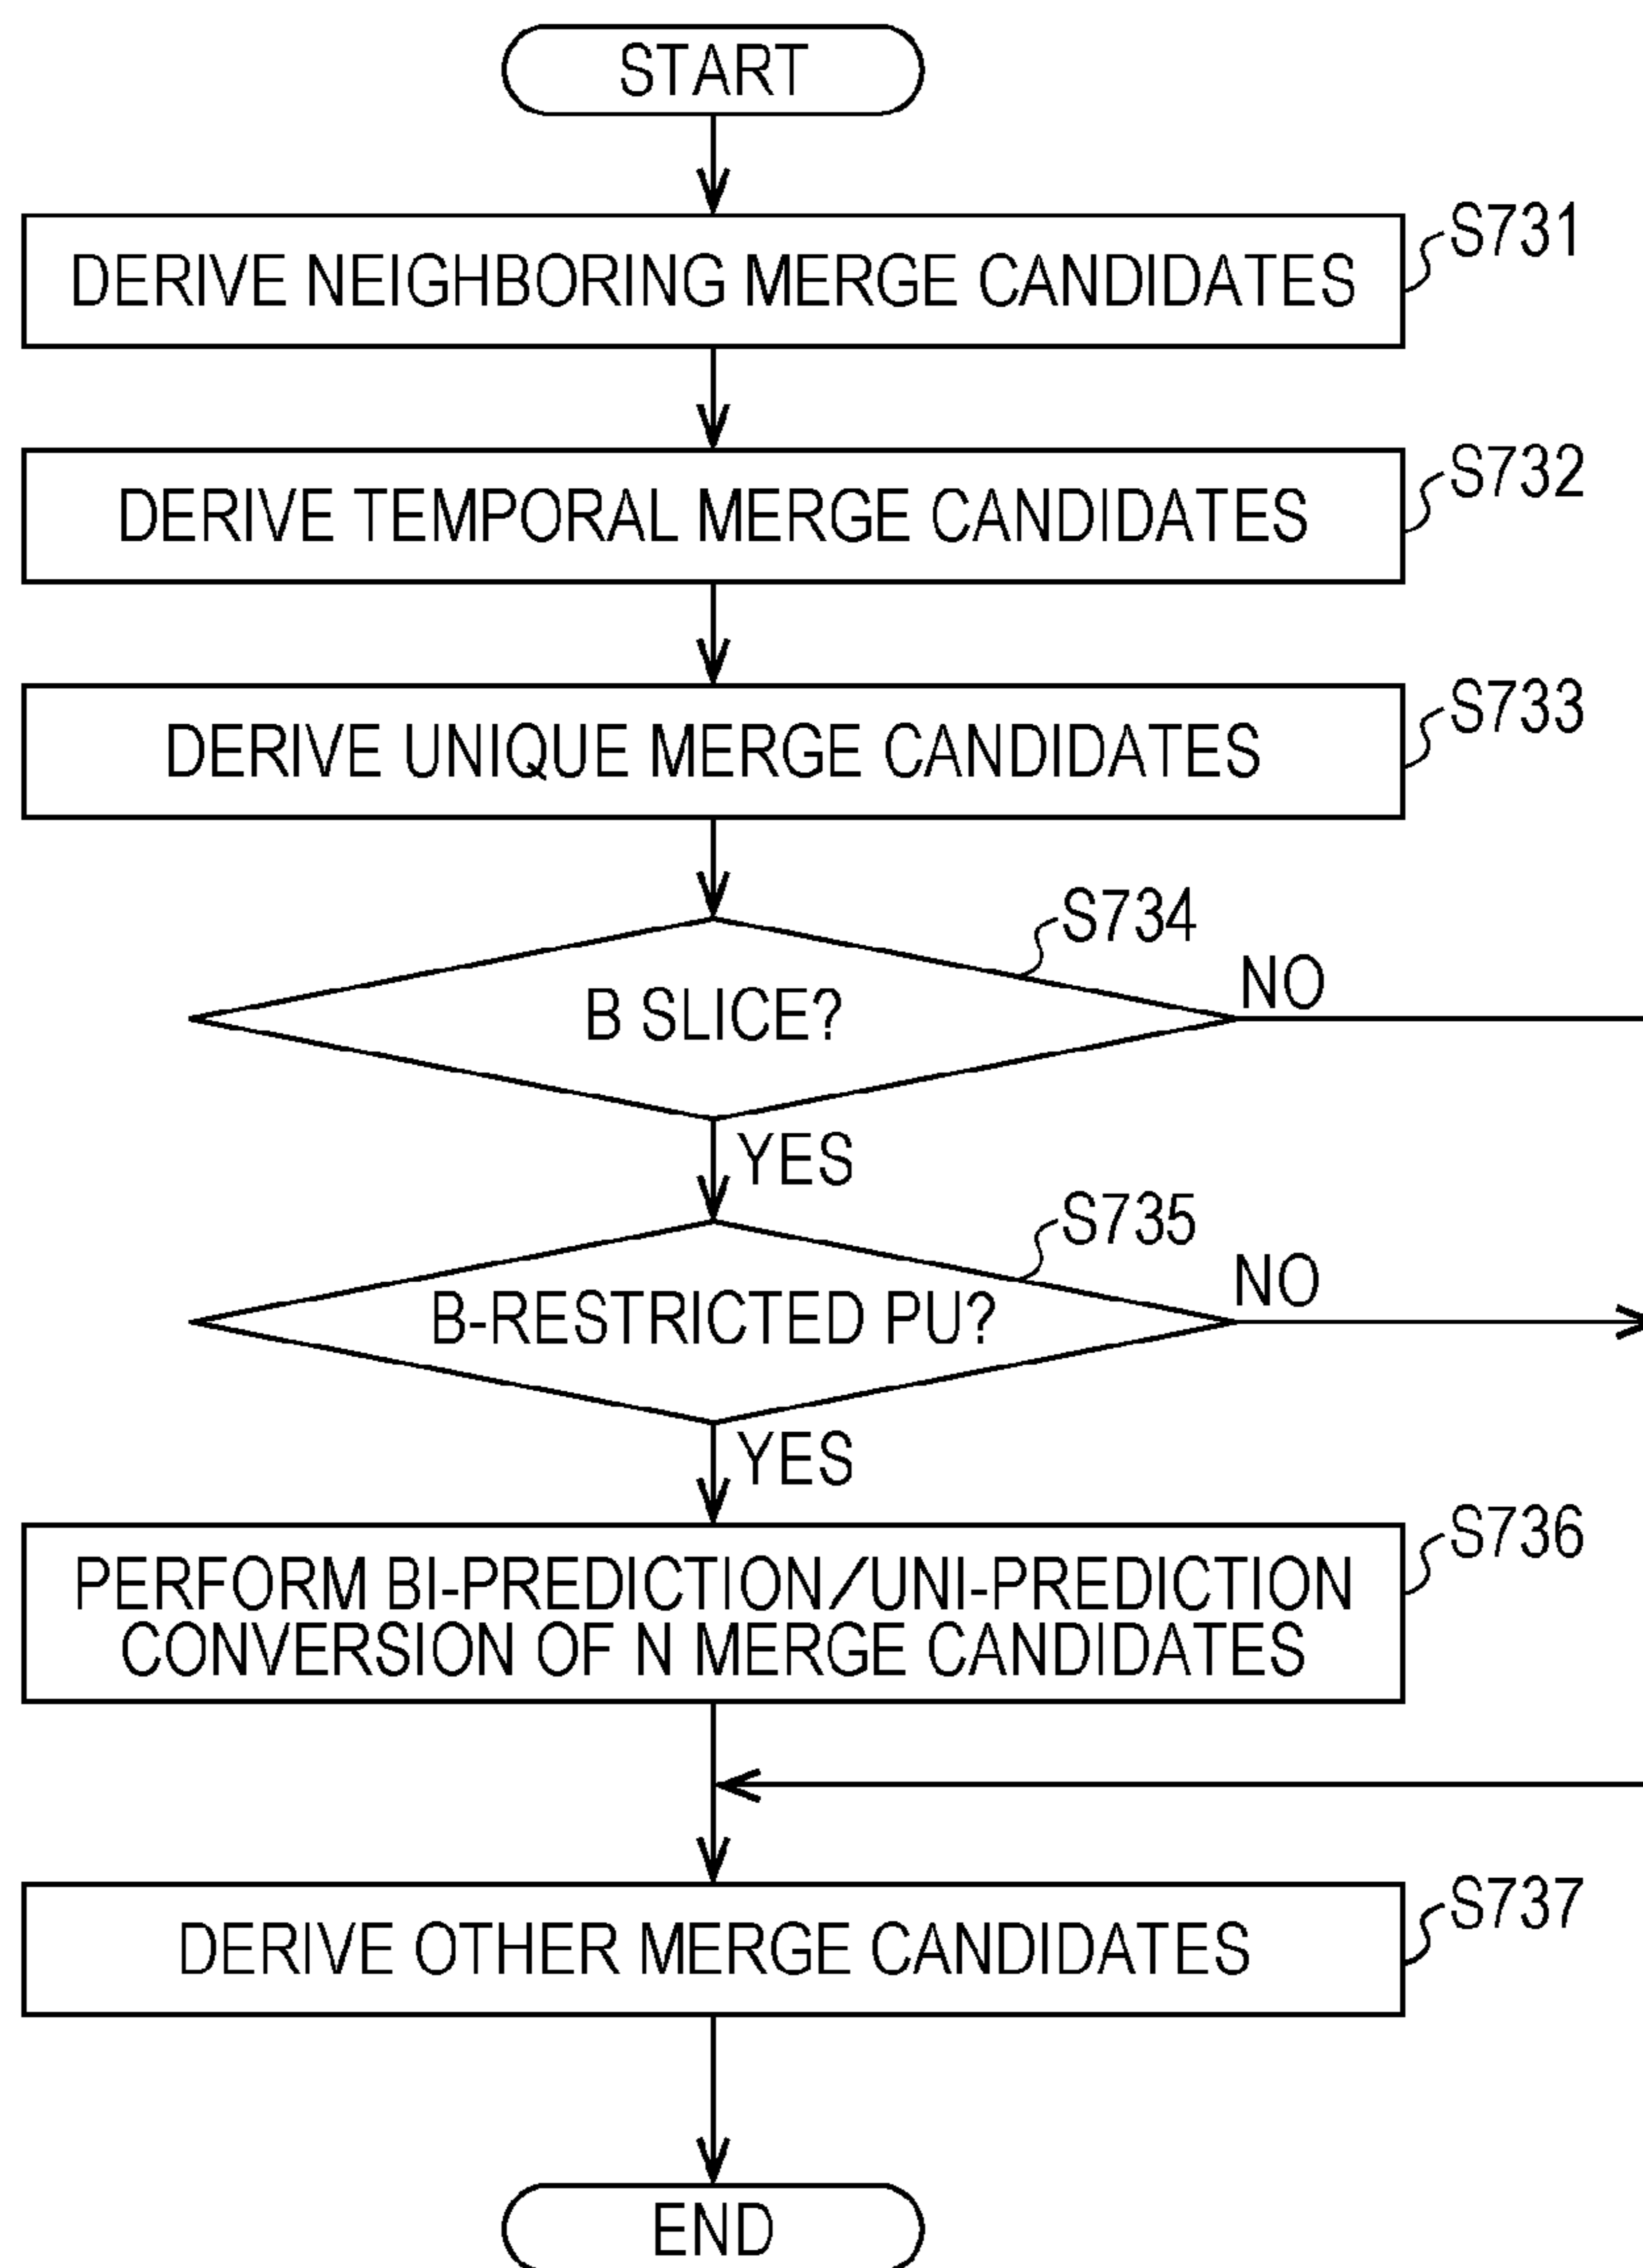 START
DERIVE NEIGHBORING MERGE CANDIDATES
S731
DERIVE TEMPORAL MERGE CANDIDATES
S732
DERIVE UNIQUE MERGE CANDIDATES
S733
S734
B SLICE?
NO
YES
S735
B-RESTRICTED PU?
NO
YES
S736
PERFORM BI-PREDICTION/UNI-PREDICTION
CONVERSION OF N MERGE CANDIDATES
S737
DERIVE OTHER MERGE CANDIDATES
END